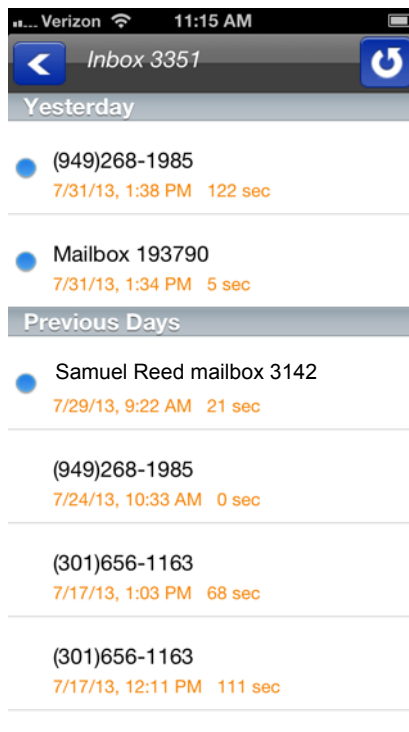 Verizon 11:15 AM
Inbox 3351
Yesterday
(949)268-1985
7/31/13, 1:38 PM 122 sec
Mailbox 193790
7/31/13, 1:34 PM 5 sec
Previous Days
Samuel Reed mailbox 3142
7/29/13, 9:22 AM 21 sec
(949)268-1985
7/24/13, 10:33 AM 0 sec
(301)656-1163
7/17/13, 1:03 PM 68 sec
(301)656-1163
7/17/13, 12:11 PM 111 sec